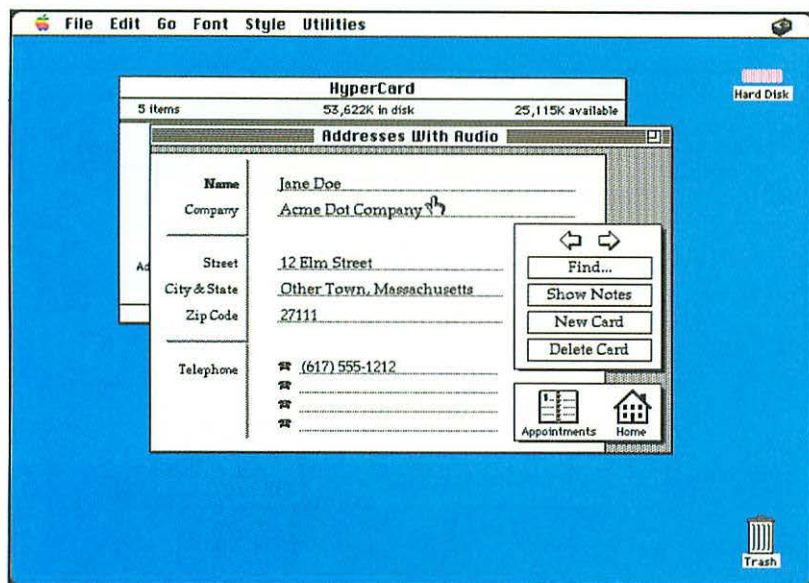 File Edit Go Font Style Utilities
Hard Disk
HyperCard
5 items 53,622K in disk 25,115K available
Addresses With Audio
Name Jane Doe
Company Acme Dot Company
Ad
Street 12 Elm Street
City & State Other Town, Massachusetts
Zip Code 27111
Telephone (617) 555-1212
Find...
Show Notes
New Card
Delete Card
Appointments Home
Trash